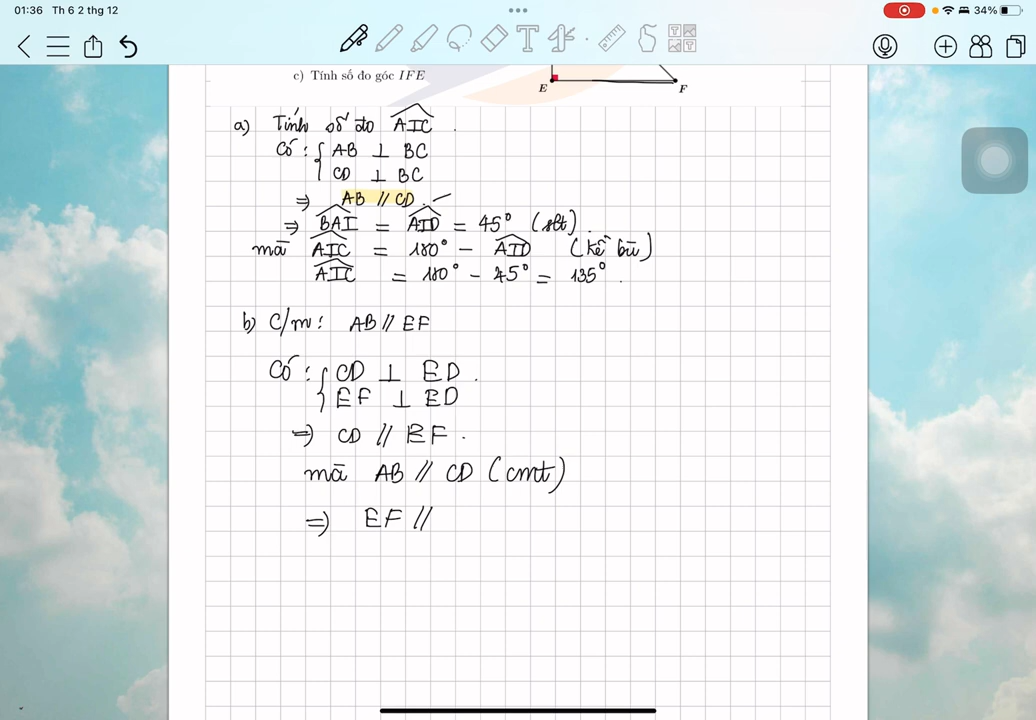 01:36 Th 6 2 thg 12
34%
c) Tính số đo góc IFE
E
F
a) Tính số đo AIC .
Có : { AB ⊥ BC
CD ⊥ BC
⇒ AB // CD .
⇒ BAI = AID = 45° (slt) .
mà AIC = 180° - AID (kề bù)
AIC = 180° - 45° = 135° .
b) C/m : AB // EF
Có : { CD ⊥ ED .
EF ⊥ ED
⇒ CD // EF .
mà AB // CD (cmt)
⇒ EF //